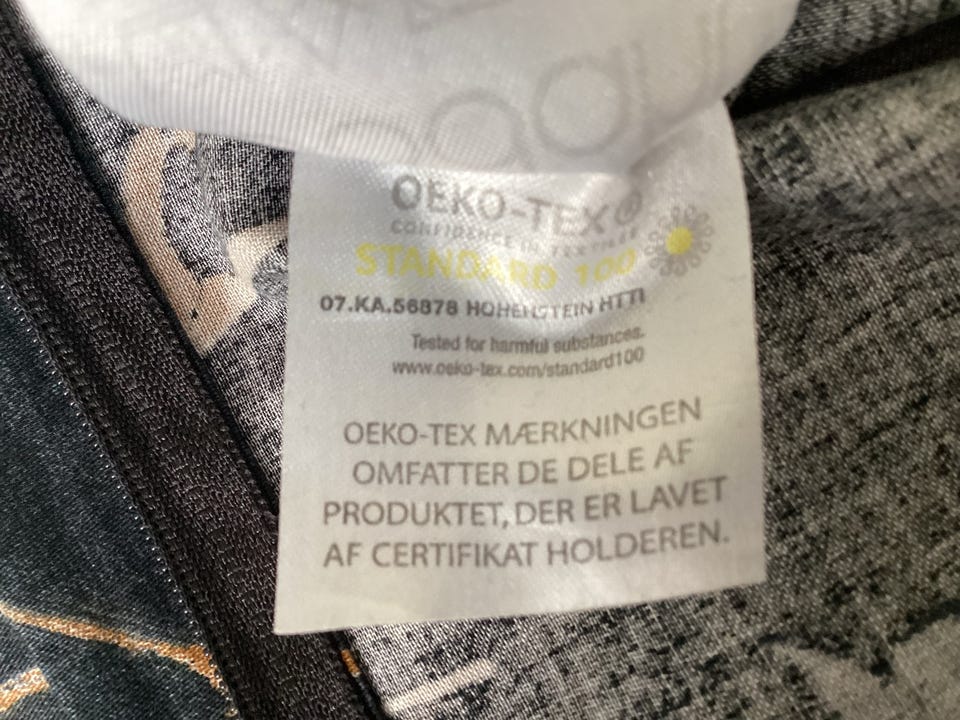 OEKO-TEX®
CONFIDENCE IN TEXTILES
STANDARD 100
07.KA.56878 HOHENSTEIN HTTI
Tested for harmful substances.
www.oeko-tex.com/standard100
OEKO-TEX MÆRKNINGEN
OMFATTER DE DELE AF
PRODUKTET, DER ER LAVET
AF CERTIFIKAT HOLDEREN.